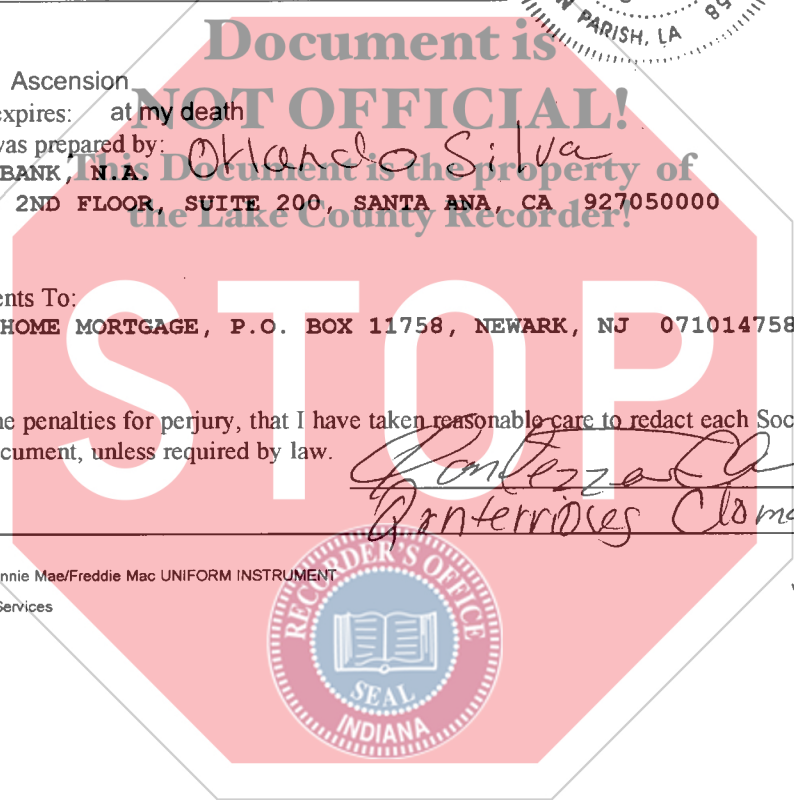 PARISH, LA
Document is
NOT OFFICIAL!
This Document is the property of
the Lake County Recorder!
Ascension
expires: at my death
was prepared by: Orlando Silva
BANK, N.A.
2ND FLOOR, SUITE 200, SANTA ANA, CA 927050000
ents To:
HOME MORTGAGE, P.O. BOX 11758, NEWARK, NJ 071014758
he penalties for perjury, that I have taken reasonable care to redact each Soc
ocument, unless required by law.
nnie Mae/Freddie Mac UNIFORM INSTRUMENT
Services
STOP
RECORDER'S OFFICE
SEAL
INDIANA